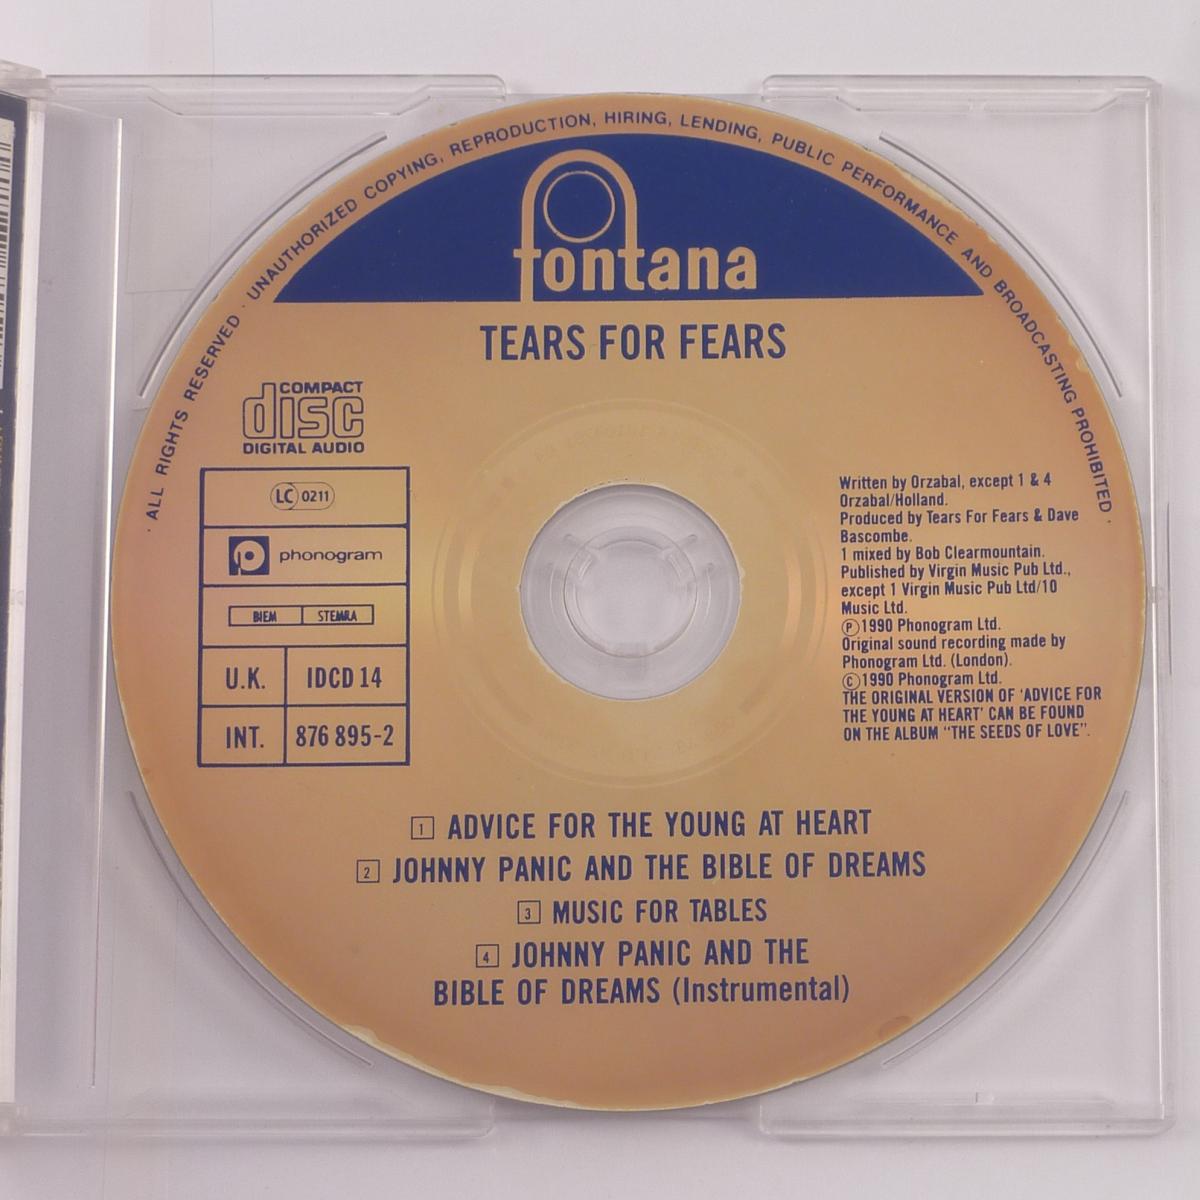 · ALL RIGHTS RESERVED · UNAUTHORIZED COPYING, REPRODUCTION, HIRING, LENDING, PUBLIC PERFORMANCE AND BROADCASTING PROHIBITED ·
fontana
TEARS FOR FEARS
COMPACT
disc
DIGITAL AUDIO
LC 0211
phonogram
BIEM STEMRA
U.K. IDCD 14
INT. 876 895-2
Written by Orzabal, except 1 & 4
Orzabal/Holland.
Produced by Tears For Fears & Dave
Bascombe.
1 mixed by Bob Clearmountain.
Published by Virgin Music Pub Ltd.,
except 1 Virgin Music Pub Ltd/10
Music Ltd.
℗ 1990 Phonogram Ltd.
Original sound recording made by
Phonogram Ltd. (London).
© 1990 Phonogram Ltd.
THE ORIGINAL VERSION OF 'ADVICE FOR
THE YOUNG AT HEART' CAN BE FOUND
ON THE ALBUM "THE SEEDS OF LOVE".
1 ADVICE FOR THE YOUNG AT HEART
2 JOHNNY PANIC AND THE BIBLE OF DREAMS
3 MUSIC FOR TABLES
4 JOHNNY PANIC AND THE
BIBLE OF DREAMS (Instrumental)